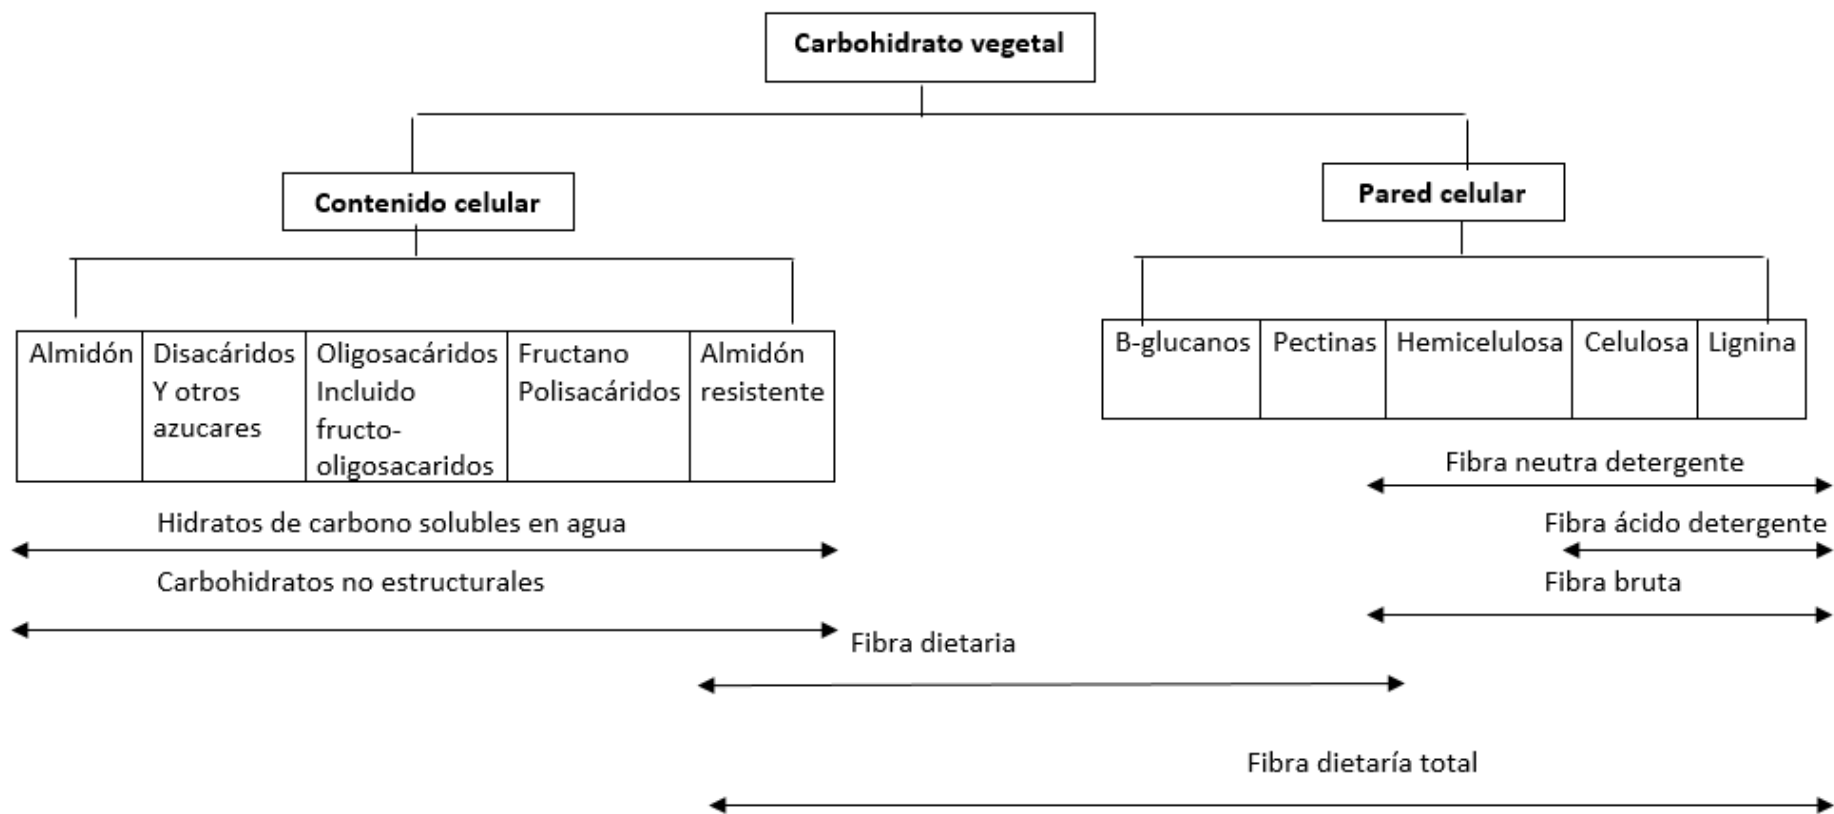 Carbohidrato vegetal
Contenido celular
Pared celular
Almidón
Disacáridos
Y otros
azucares
Oligosacáridos
Incluido
fructo-
oligosacaridos
Fructano
Polisacáridos
Almidón
resistente
B-glucanos
Pectinas
Hemicelulosa
Celulosa
Lignina
Fibra neutra detergente
Hidratos de carbono solubles en agua
Fibra ácido detergente
Carbohidratos no estructurales
Fibra bruta
Fibra dietaria
Fibra dietaría total